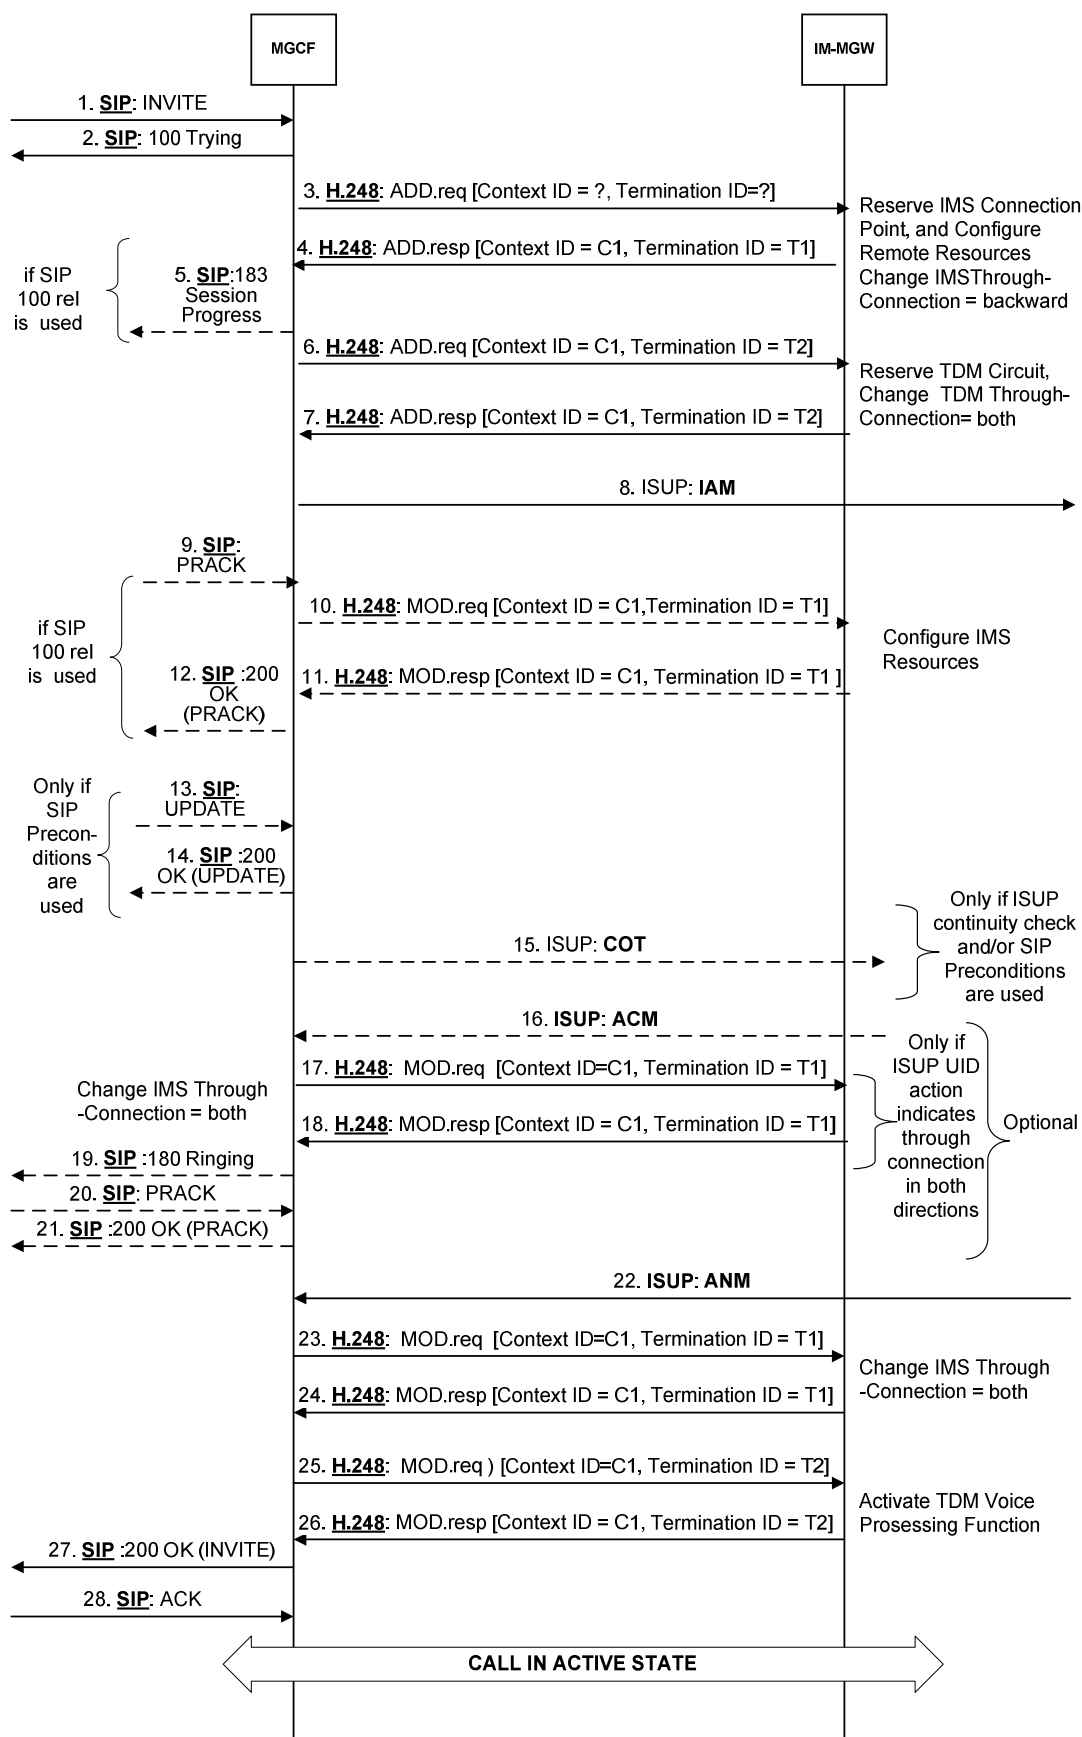 MGCF
IM-MGW
1. SIP: INVITE
2. SIP: 100 Trying
3. H.248: ADD.req [Context ID = ?, Termination ID=?]
Reserve IMS Connection
Point, and Configure
Remote Resources
Change IMSThrough-
Connection = backward
4. H.248: ADD.resp [Context ID = C1, Termination ID = T1]
if SIP
100 rel
is used
5. SIP:183
Session
Progress
6. H.248: ADD.req [Context ID = C1, Termination ID = T2]
Reserve TDM Circuit,
Change TDM Through-
Connection= both
7. H.248: ADD.resp [Context ID = C1, Termination ID = T2]
8. ISUP: IAM
9. SIP:
PRACK
if SIP
100 rel
is used
10. H.248: MOD.req [Context ID = C1,Termination ID = T1]
Configure IMS
Resources
11. H.248: MOD.resp [Context ID = C1, Termination ID = T1 ]
12. SIP :200
OK
(PRACK)
Only if
SIP
Precon-
ditions
are
used
13. SIP:
UPDATE
14. SIP :200
OK (UPDATE)
15. ISUP: COT
Only if ISUP
continuity check
and/or SIP
Preconditions
are used
16. ISUP: ACM
17. H.248: MOD.req [Context ID=C1, Termination ID = T1]
Change IMS Through
-Connection = both
18. H.248: MOD.resp [Context ID = C1, Termination ID = T1]
Only if
ISUP UID
action
indicates
through
connection
in both
directions
Optional
19. SIP :180 Ringing
20. SIP: PRACK
21. SIP :200 OK (PRACK)
22. ISUP: ANM
23. H.248: MOD.req [Context ID=C1, Termination ID = T1]
Change IMS Through
-Connection = both
24. H.248: MOD.resp [Context ID = C1, Termination ID = T1]
25. H.248: MOD.req ) [Context ID=C1, Termination ID = T2]
Activate TDM Voice
Prosessing Function
26. H.248: MOD.resp [Context ID = C1, Termination ID = T2]
27. SIP :200 OK (INVITE)
28. SIP: ACK
CALL IN ACTIVE STATE